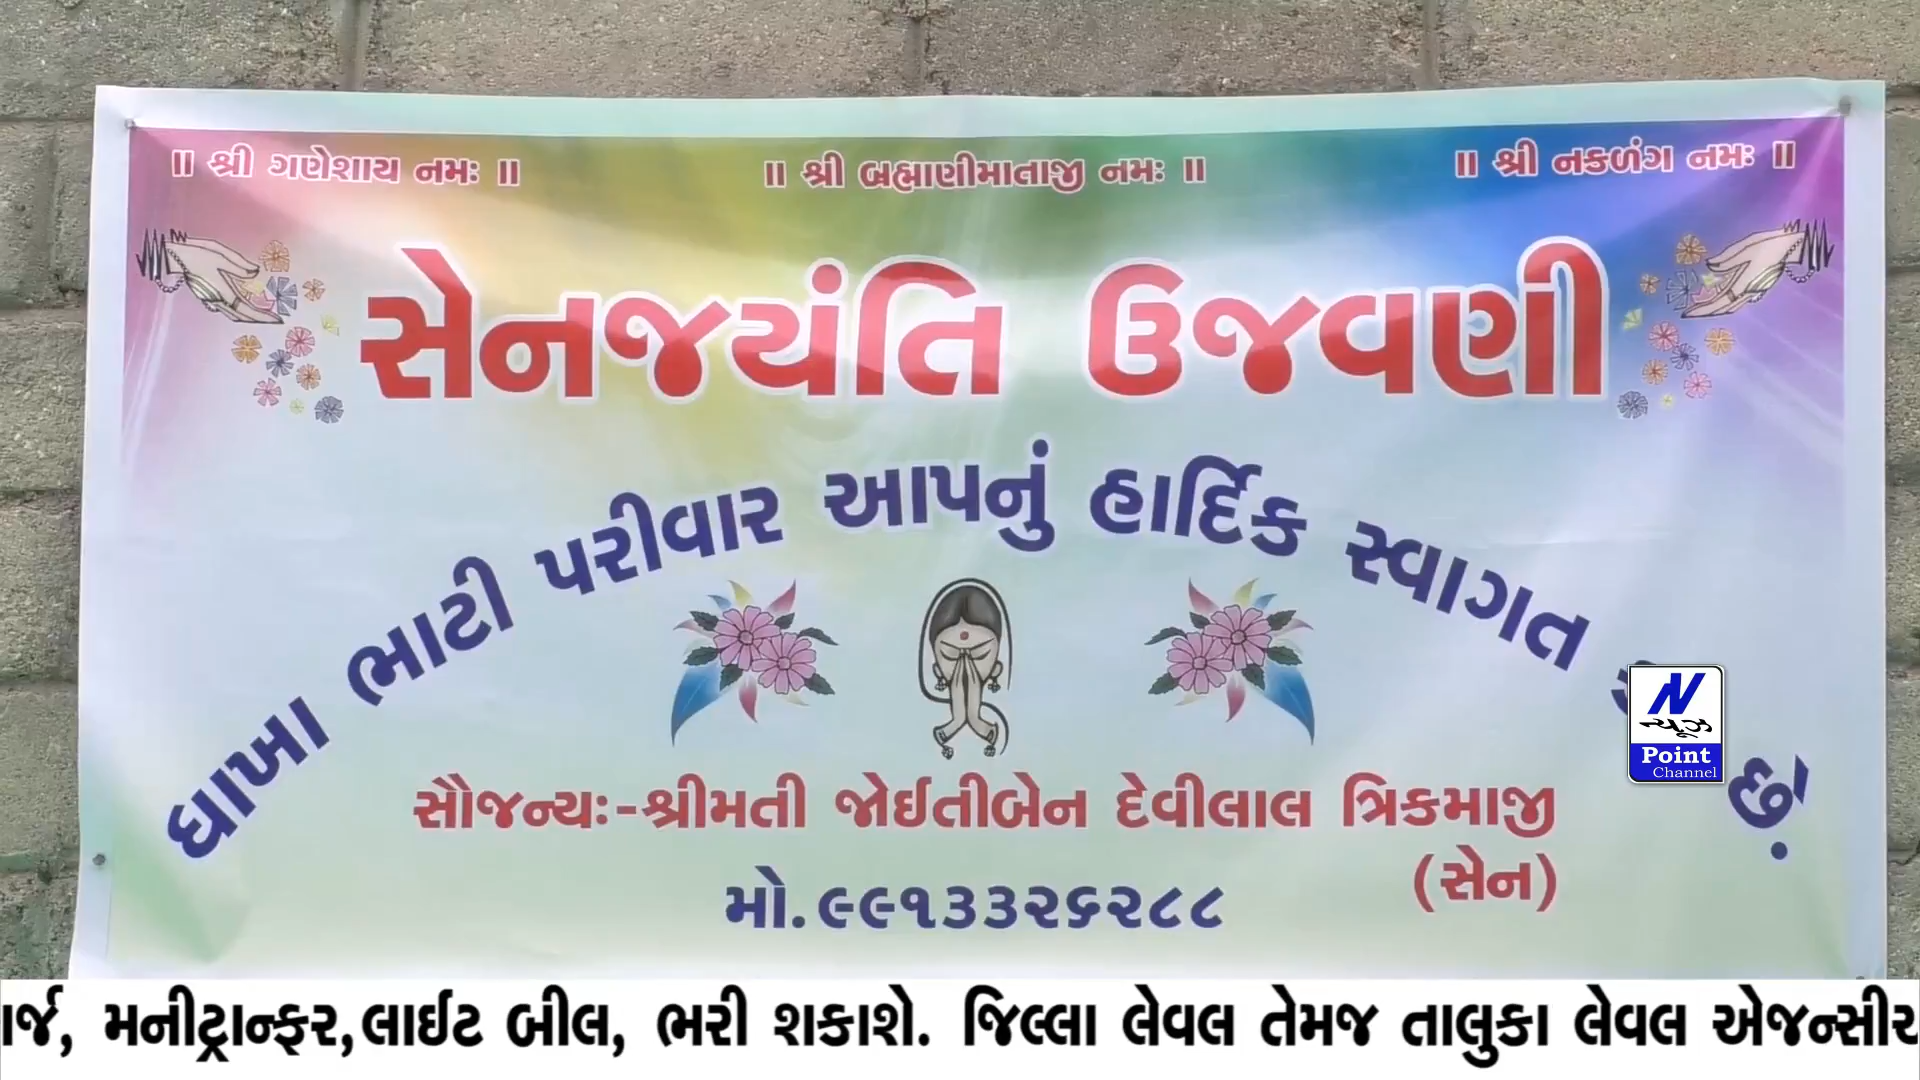 ॥ શ્રી ગણેશાય નમઃ ॥ ॥ શ્રી બ્રહ્માણીમાતાજી નમઃ ॥ ॥ શ્રી નકળંગ નમઃ ॥
સેનજયંતિ ઉજવણી
ધાખા ભાટી પરીવાર આપનું હાર્દિક સ્વાગત છે.
સૌજન્યઃ-શ્રીમતી જોઈતીબેન દેવીલાલ ત્રિકમાજી
(સેન)
મો.૯૯૧૩૩૨૬૨૮૮
N
ન્યૂઝ
Point
Channel
ર્જ, મનીટ્રાન્ફર,લાઈટ બીલ, ભરી શકાશે. જિલ્લા લેવલ તેમજ તાલુકા લેવલ એજન્સીર